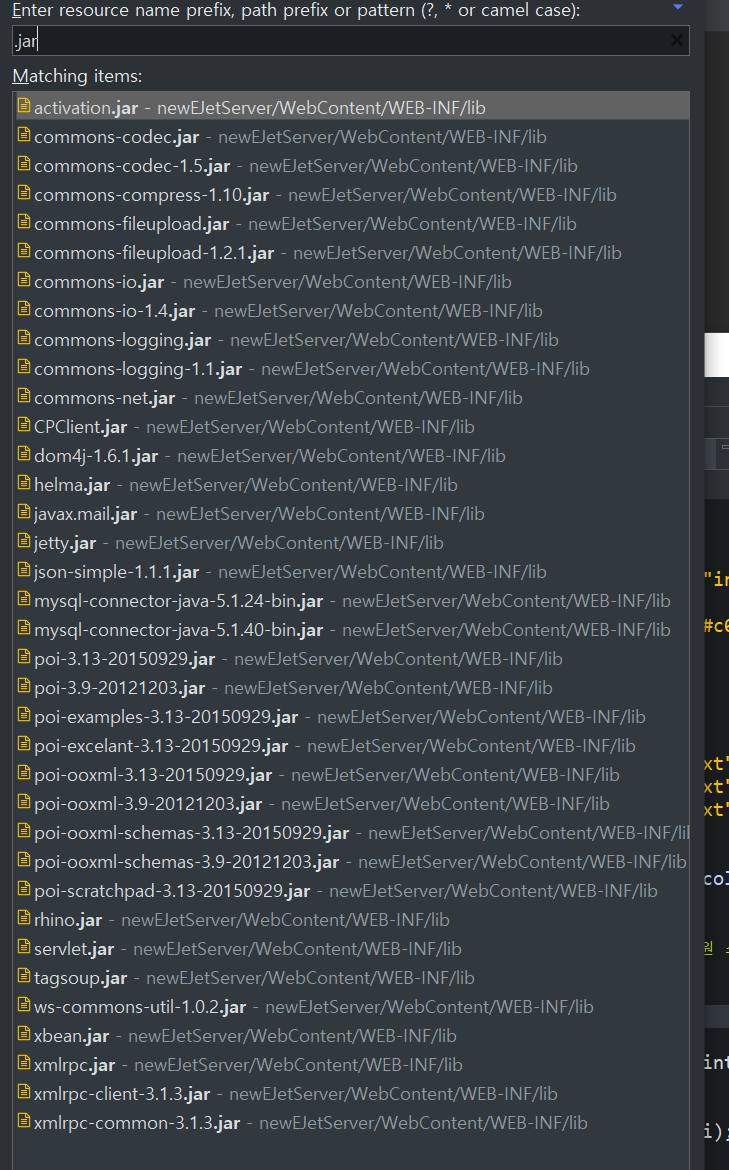 Enter resource name prefix, path prefix or pattern (?, * or camel case):
.jar
Matching items:
activation.jar - newEJetServer/WebContent/WEB-INF/lib
commons-codec.jar - newEJetServer/WebContent/WEB-INF/lib
commons-codec-1.5.jar - newEJetServer/WebContent/WEB-INF/lib
commons-compress-1.10.jar - newEJetServer/WebContent/WEB-INF/lib
commons-fileupload.jar - newEJetServer/WebContent/WEB-INF/lib
commons-fileupload-1.2.1.jar - newEJetServer/WebContent/WEB-INF/lib
commons-io.jar - newEJetServer/WebContent/WEB-INF/lib
commons-io-1.4.jar - newEJetServer/WebContent/WEB-INF/lib
commons-logging.jar - newEJetServer/WebContent/WEB-INF/lib
commons-logging-1.1.jar - newEJetServer/WebContent/WEB-INF/lib
commons-net.jar - newEJetServer/WebContent/WEB-INF/lib
CPClient.jar - newEJetServer/WebContent/WEB-INF/lib
dom4j-1.6.1.jar - newEJetServer/WebContent/WEB-INF/lib
helma.jar - newEJetServer/WebContent/WEB-INF/lib
javax.mail.jar - newEJetServer/WebContent/WEB-INF/lib
jetty.jar - newEJetServer/WebContent/WEB-INF/lib
json-simple-1.1.1.jar - newEJetServer/WebContent/WEB-INF/lib
mysql-connector-java-5.1.24-bin.jar - newEJetServer/WebContent/WEB-INF/lib
mysql-connector-java-5.1.40-bin.jar - newEJetServer/WebContent/WEB-INF/lib
poi-3.13-20150929.jar - newEJetServer/WebContent/WEB-INF/lib
poi-3.9-20121203.jar - newEJetServer/WebContent/WEB-INF/lib
poi-examples-3.13-20150929.jar - newEJetServer/WebContent/WEB-INF/lib
poi-excelant-3.13-20150929.jar - newEJetServer/WebContent/WEB-INF/lib
poi-ooxml-3.13-20150929.jar - newEJetServer/WebContent/WEB-INF/lib
poi-ooxml-3.9-20121203.jar - newEJetServer/WebContent/WEB-INF/lib
poi-ooxml-schemas-3.13-20150929.jar - newEJetServer/WebContent/WEB-INF/li
poi-ooxml-schemas-3.9-20121203.jar - newEJetServer/WebContent/WEB-INF/lib
poi-scratchpad-3.13-20150929.jar - newEJetServer/WebContent/WEB-INF/lib
rhino.jar - newEJetServer/WebContent/WEB-INF/lib
servlet.jar - newEJetServer/WebContent/WEB-INF/lib
tagsoup.jar - newEJetServer/WebContent/WEB-INF/lib
ws-commons-util-1.0.2.jar - newEJetServer/WebContent/WEB-INF/lib
xbean.jar - newEJetServer/WebContent/WEB-INF/lib
xmlrpc.jar - newEJetServer/WebContent/WEB-INF/lib
xmlrpc-client-3.1.3.jar - newEJetServer/WebContent/WEB-INF/lib
xmlrpc-common-3.1.3.jar - newEJetServer/WebContent/WEB-INF/lib
"in
xt"
xt"
xt"
col
int
i);